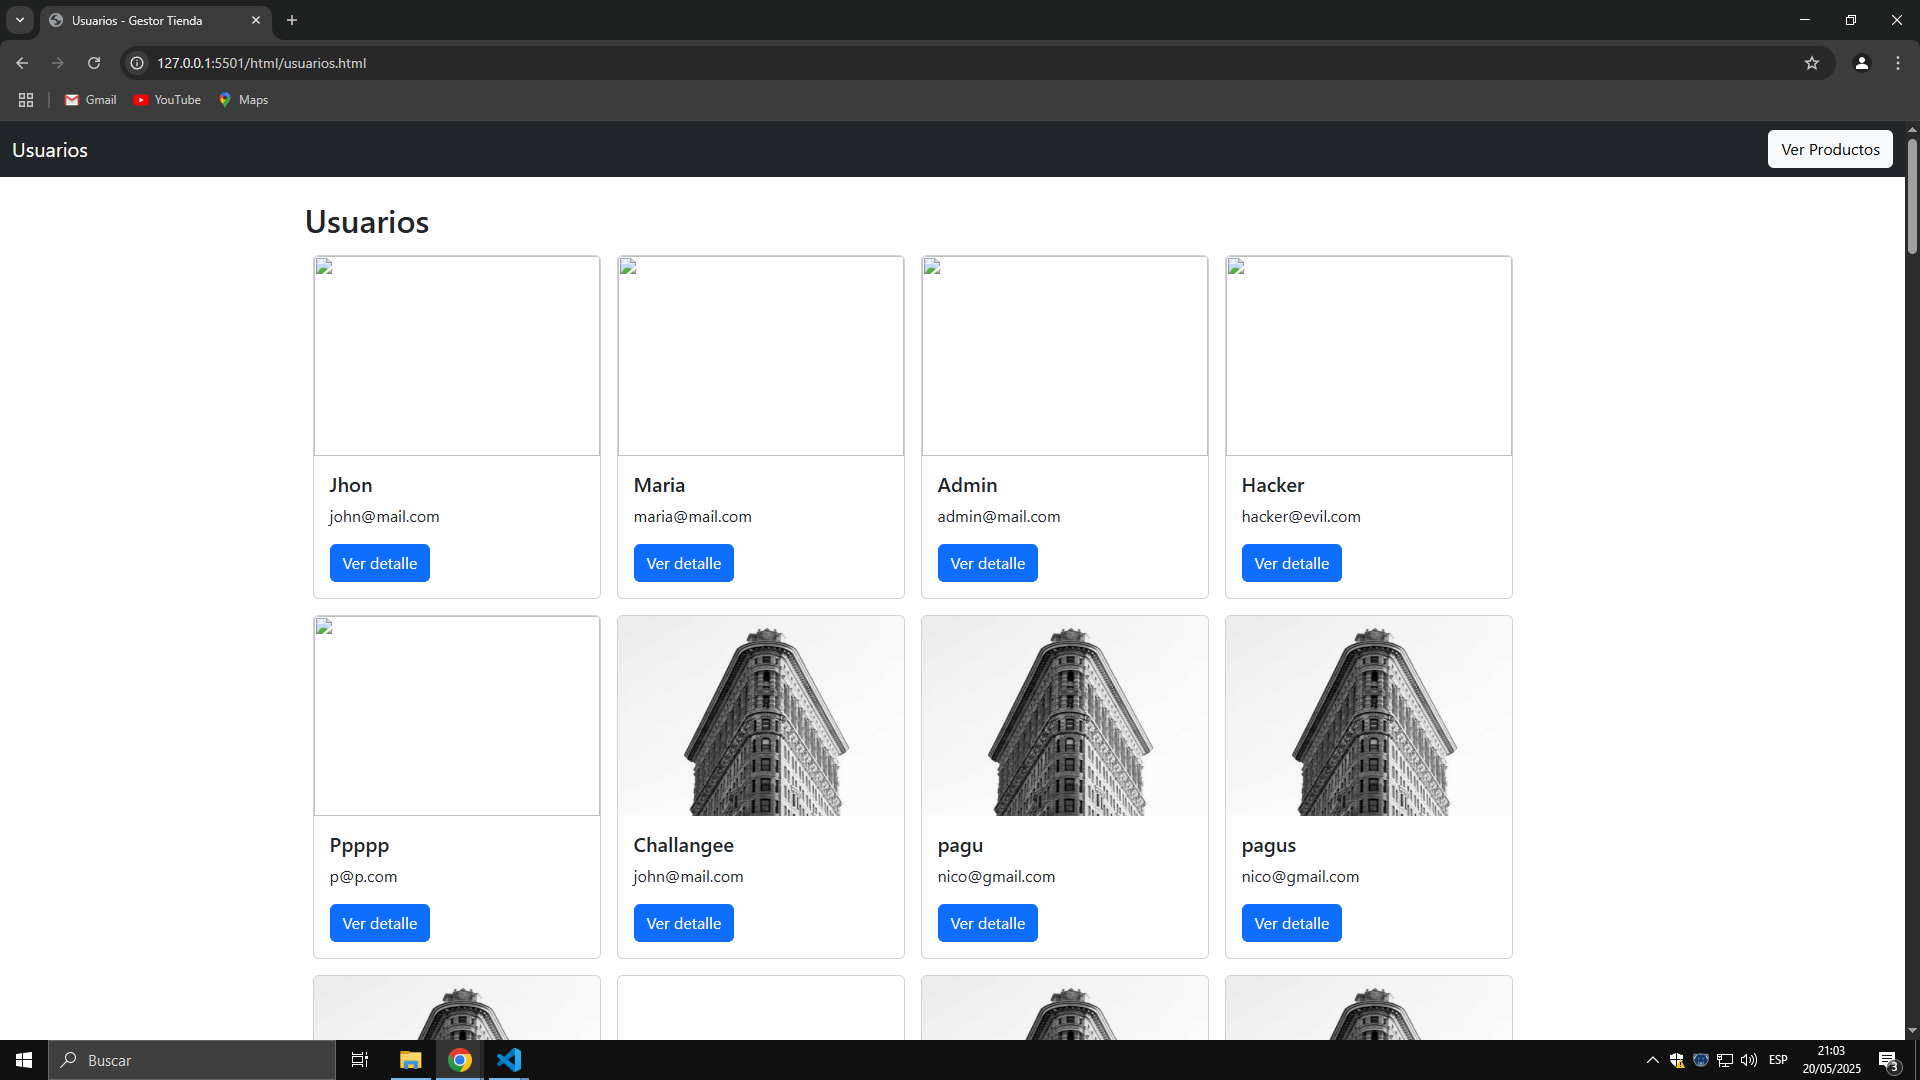 Usuarios - Gestor Tienda
127.0.0.1:5501/html/usuarios.html
Gmail
YouTube
Maps
Usuarios
Ver Productos
Usuarios
Jhon
john@mail.com
Ver detalle
Maria
maria@mail.com
Ver detalle
Admin
admin@mail.com
Ver detalle
Hacker
hacker@evil.com
Ver detalle
Ppppp
p@p.com
Ver detalle
Challangee
john@mail.com
Ver detalle
pagu
nico@gmail.com
Ver detalle
pagus
nico@gmail.com
Ver detalle
Buscar
ESP
21:03
20/05/2025
3